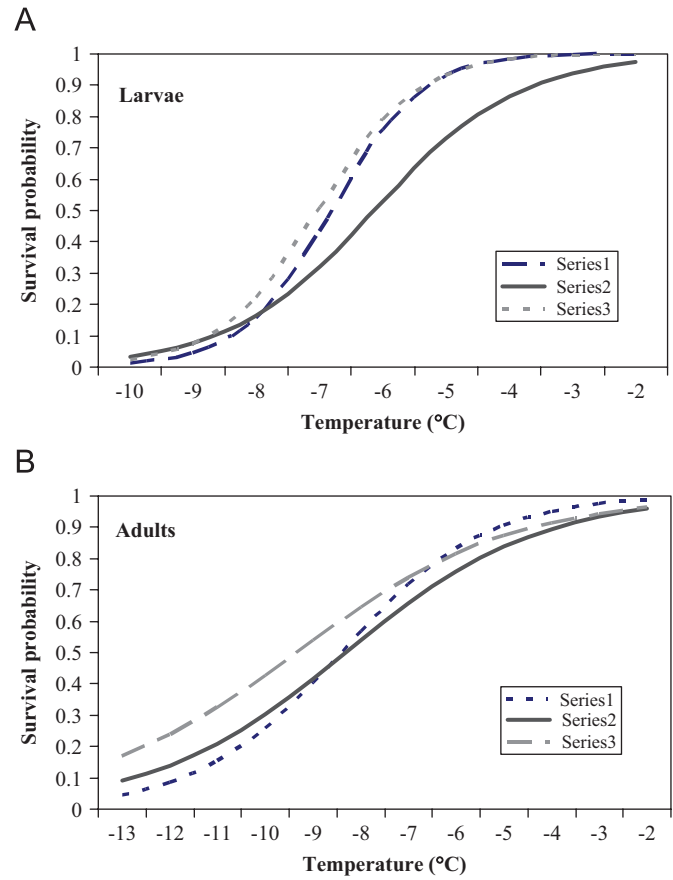 A
Larvae
Survival probability
1
0.9
0.8
0.7
0.6
0.5
0.4
0.3
0.2
0.1
0
Series1
Series2
Series3
-10 -9 -8 -7 -6 -5 -4 -3 -2
Temperature (°C)
B
Adults
Survival probability
1
0.9
0.8
0.7
0.6
0.5
0.4
0.3
0.2
0.1
0
Series1
Series2
Series3
-13 -12 -11 -10 -9 -8 -7 -6 -5 -4 -3 -2
Temperature (°C)